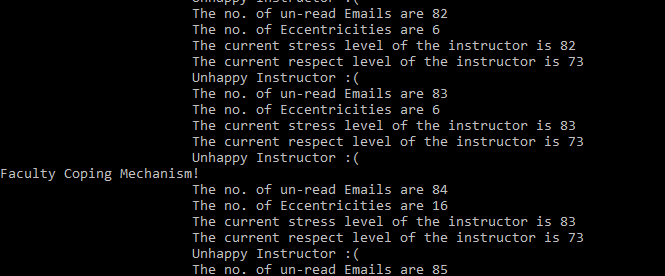 Unhappy Instructor :(
The no. of un-read Emails are 82
The no. of Eccentricities are 6
The current stress level of the instructor is 82
The current respect level of the instructor is 73
Unhappy Instructor :(
The no. of un-read Emails are 83
The no. of Eccentricities are 6
The current stress level of the instructor is 83
The current respect level of the instructor is 73
Unhappy Instructor :(
Faculty Coping Mechanism!
The no. of un-read Emails are 84
The no. of Eccentricities are 16
The current stress level of the instructor is 83
The current respect level of the instructor is 73
Unhappy Instructor :(
The no. of un-read Emails are 85